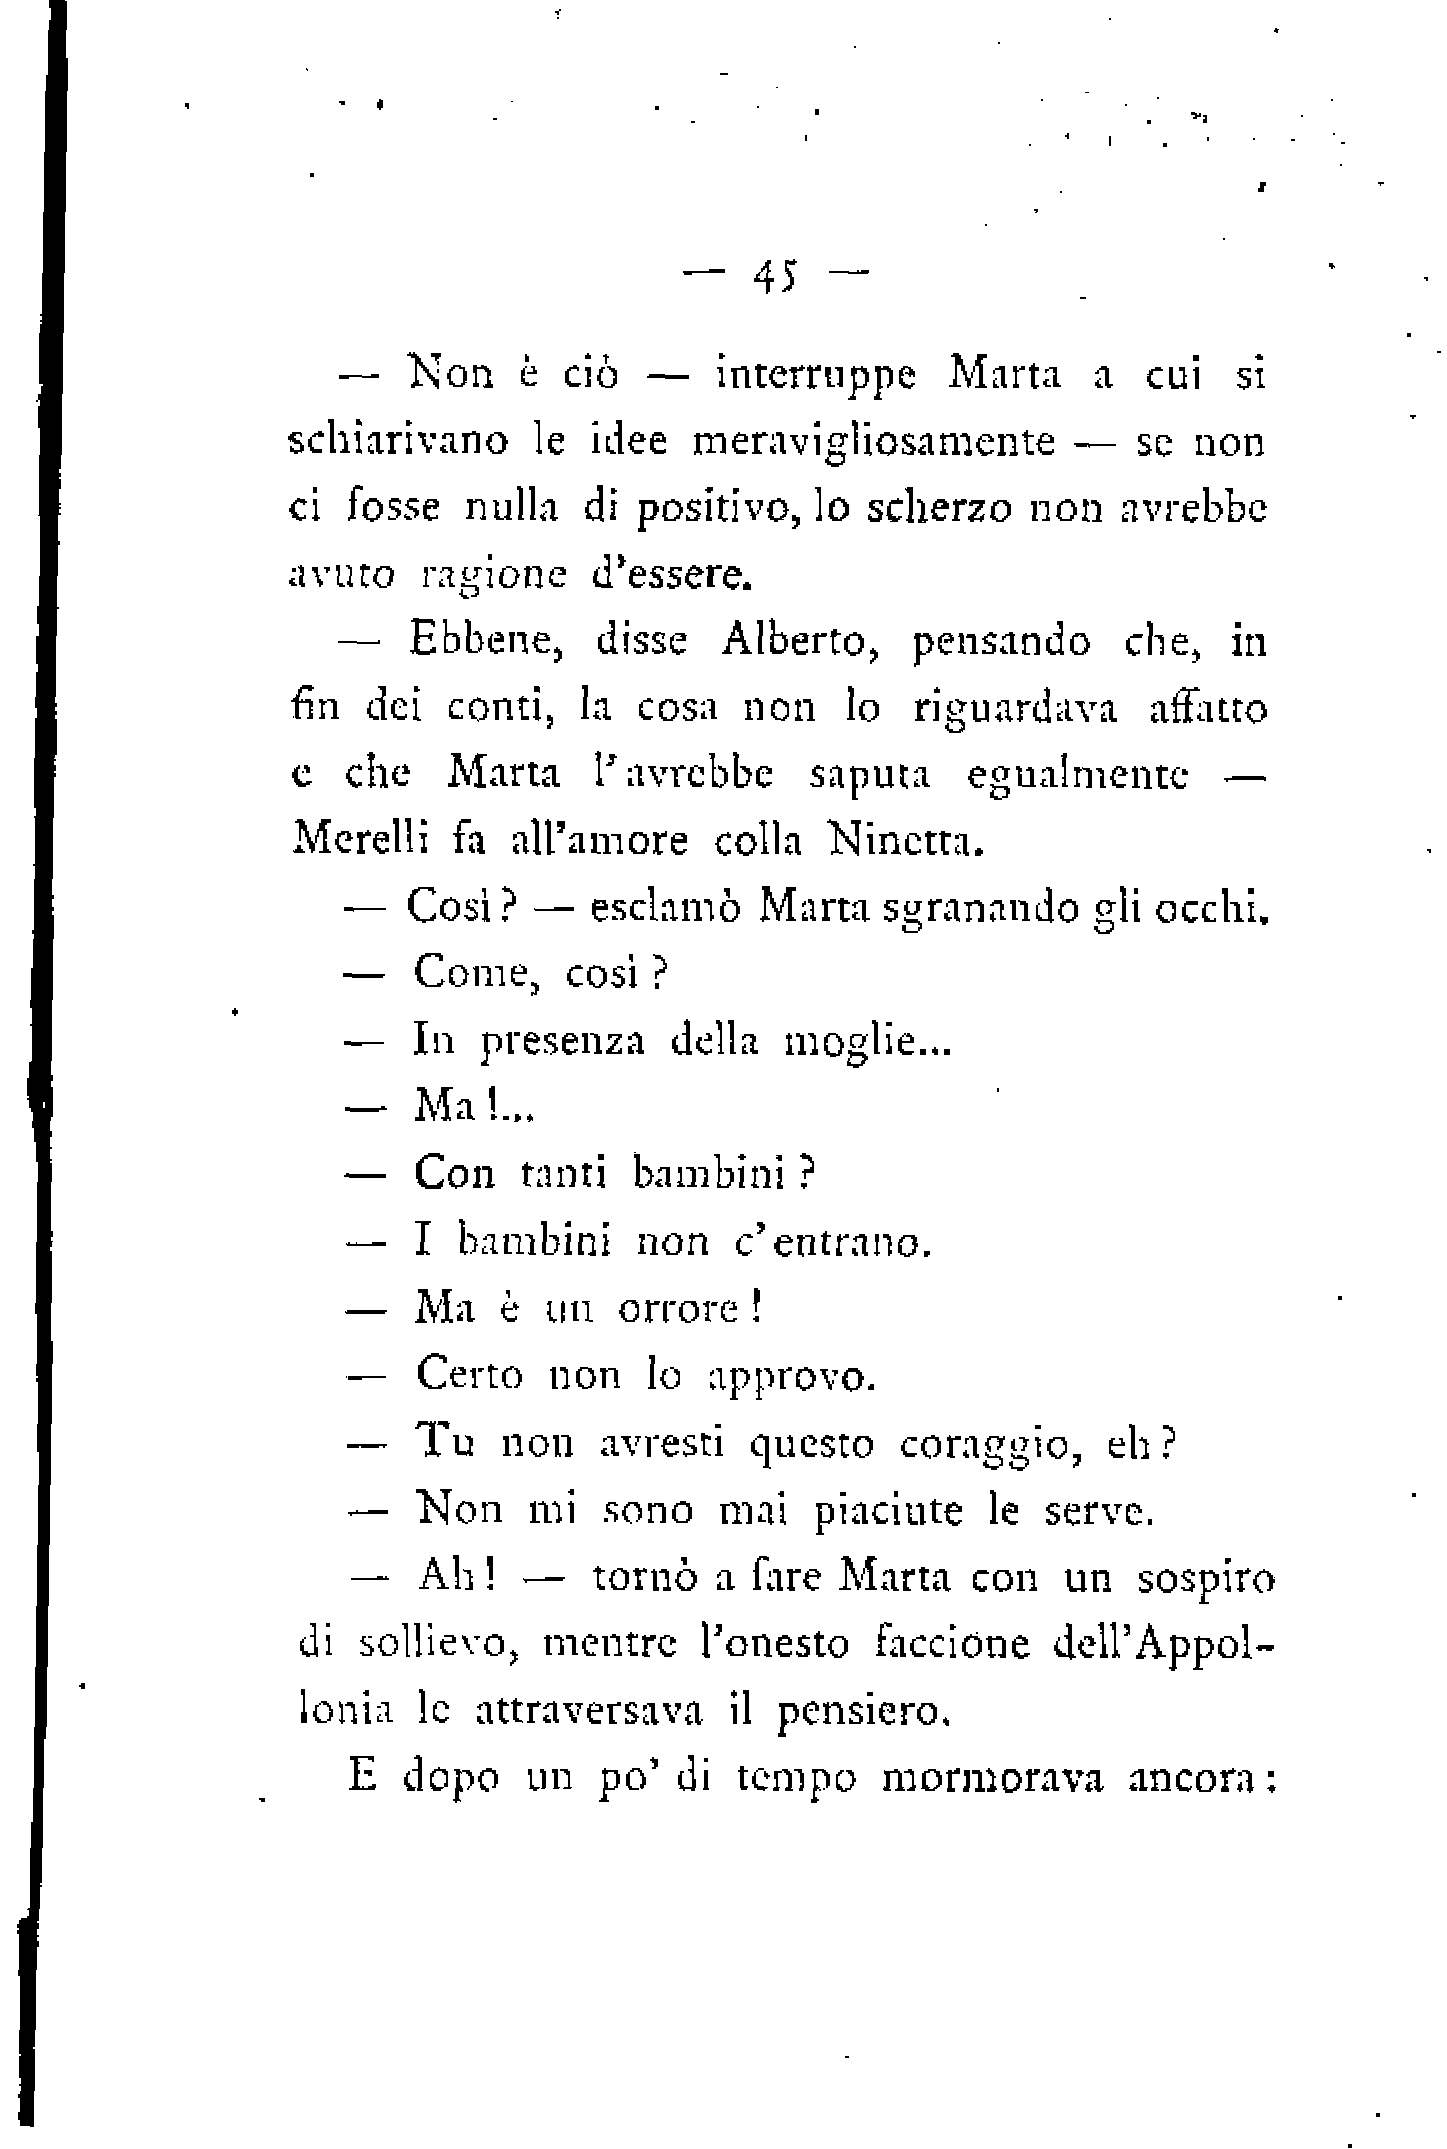 — 45 —
— Non è ciò — interruppe Marta a cui si
schiarivano le idee meravigliosamente — se non
ci fosse nulla di positivo, lo scherzo non avrebbe
avuto ragione d'essere.
— Ebbene, disse Alberto, pensando che, in
fin dei conti, la cosa non lo riguardava affatto
e che Marta l'avrebbe saputa egualmente —
Merelli fa all'amore colla Ninetta.
— Così? — esclamò Marta sgranando gli occhi.
— Come, così?
— In presenza della moglie...
— Ma!...
— Con tanti bambini?
— I bambini non c'entrano.
— Ma è un orrore!
— Certo non lo approvo.
— Tu non avresti questo coraggio, eh?
— Non mi sono mai piaciute le serve.
— Ah! — tornò a fare Marta con un sospiro
di sollievo, mentre l'onesto faccione dell'Appol-
lonia le attraversava il pensiero.
E dopo un po' di tempo mormorava ancora: